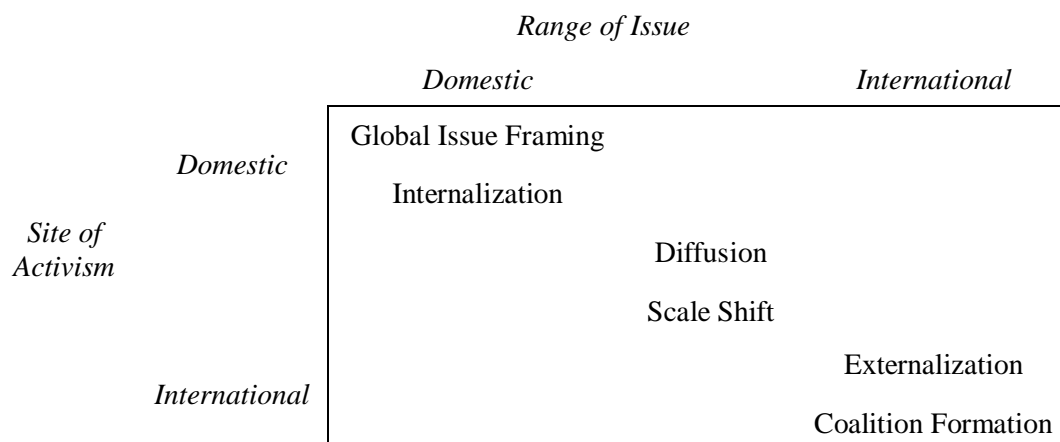 Range of Issue
Domestic International
Global Issue Framing
Domestic
Internalization
Site of
Activism
Diffusion
Scale Shift
Externalization
International
Coalition Formation